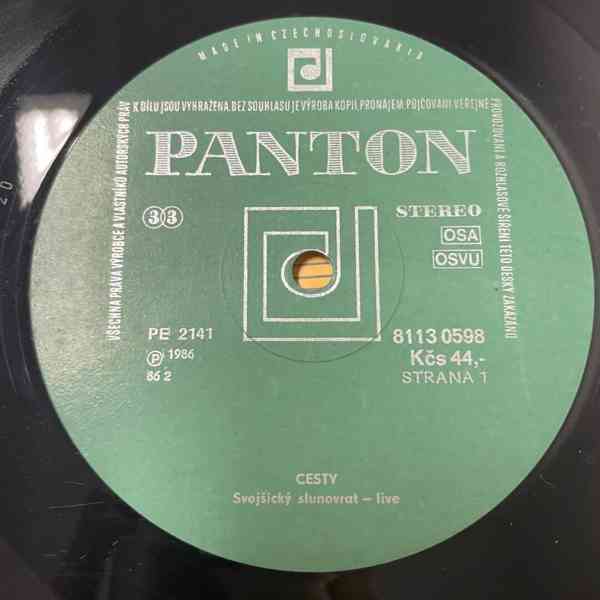 MADE IN CZECHOSLOVAKIA
VŠECHNA PRÁVA VÝROBCE A VLASTNÍKŮ AUTORSKÝCH PRÁV K DÍLU JSOU VYHRAŽENA. BEZ SOUHLASU JE VÝROBA KOPIÍ, PRONÁJEM, PŮJČOVÁNÍ, VEŘEJNÉ PROVOZOVÁNÍ A ROZHLASOVÉ ŠÍŘENÍ TÉTO DESKY ZAKÁZÁNO
PANTON
33
STEREO
OSA
OSVU
PE 2141
8113 0598
Ⓟ 1986
Kčs 44,-
86 2
STRANA 1
CESTY
Svojšický slunovrat – live